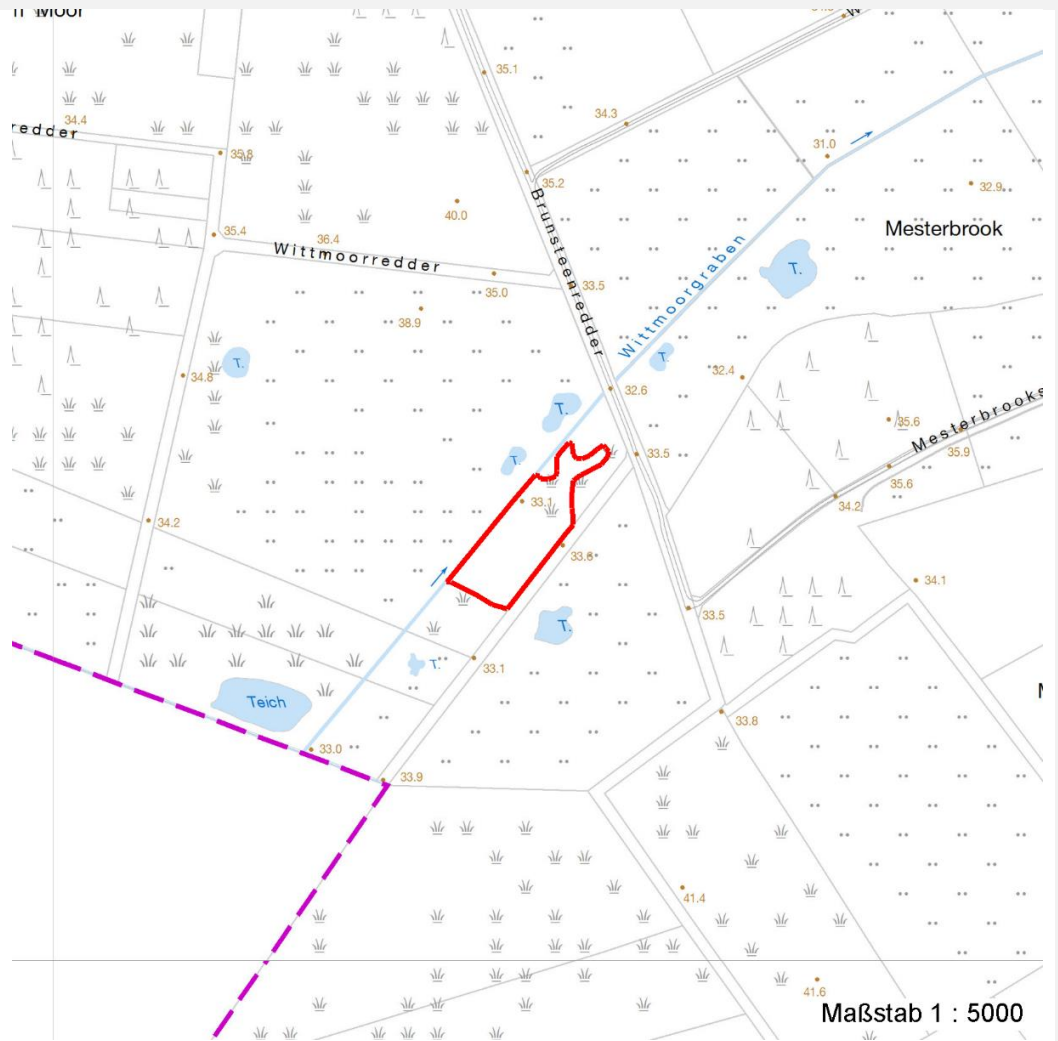 n Moor
35.1
34.3
34.4
redder
35.8
31.0
35.2
32.9
40.0
Brunsteenredder
Mesterbrook
35.4
36.4
Wittmoorredder
Wittmoorgraben
T.
35.0
33.5
38.9
T.
T.
34.8
32.4
32.6
T.
35.6
Mesterbrooks
33.5
35.9
T.
35.6
33.1
34.2
34.2
33.6
34.1
33.5
T.
T.
33.1
Teich
33.8
33.0
33.9
41.4
41.6
Maßstab 1 : 5000